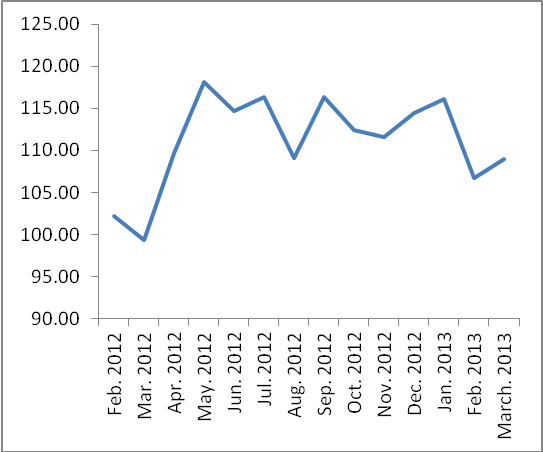 125.00
120.00
115.00
110.00
105.00
100.00
95.00
90.00
Feb. 2012
Mar. 2012
Apr. 2012
May. 2012
Jun. 2012
Jul. 2012
Aug. 2012
Sep. 2012
Oct. 2012
Nov. 2012
Dec. 2012
Jan. 2013
Feb. 2013
March. 2013